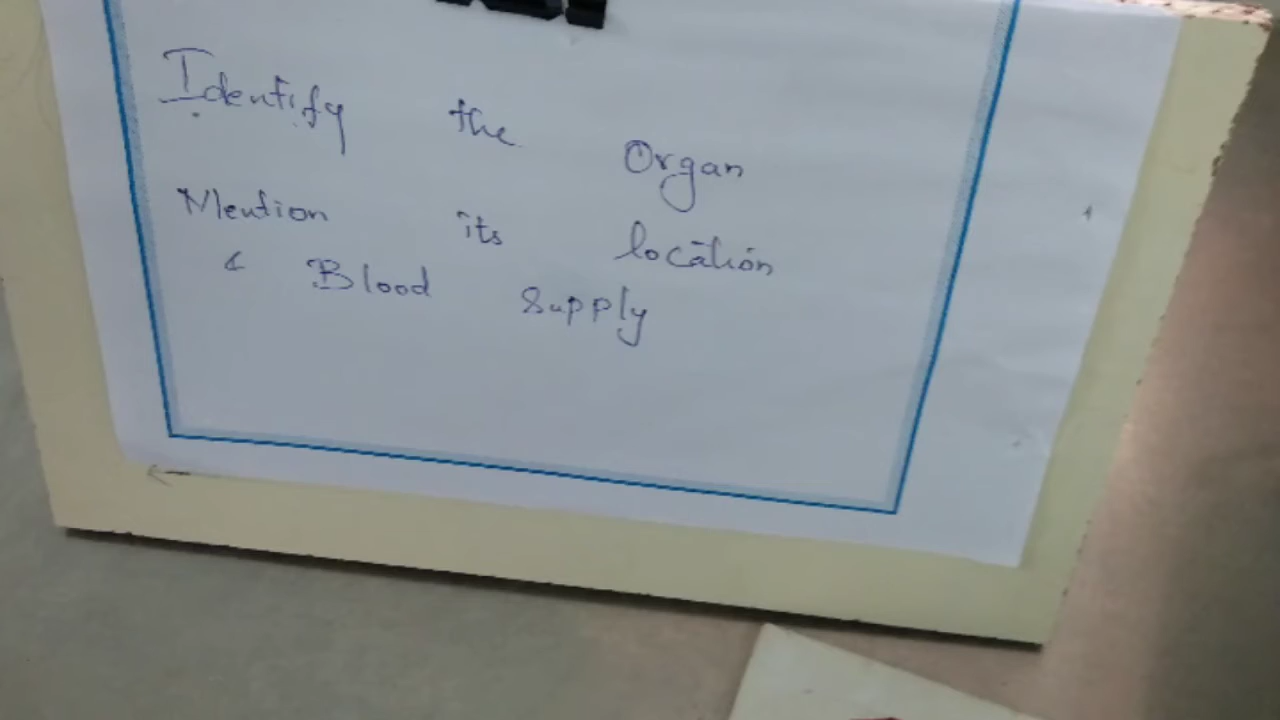 Identify the Organ
Mention its location
& Blood supply